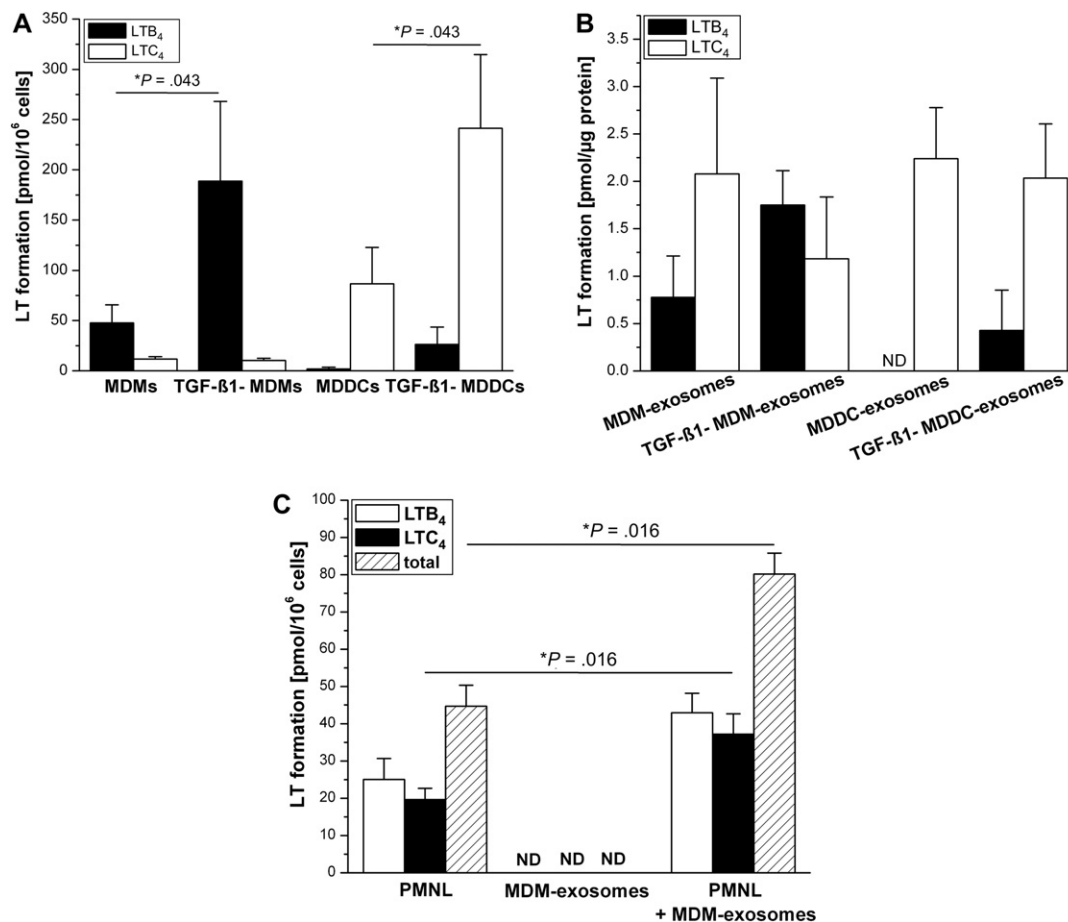 A
LTB4
LTC4
*P = .043
*P = .043
LT formation [pmol/10^6 cells]
350
300
250
200
150
100
50
0
MDMs TGF-ß1- MDMs MDDCs TGF-ß1- MDDCs
B
LTB4
LTC4
LT formation [pmol/µg protein]
3.5
3.0
2.5
2.0
1.5
1.0
0.5
0.0
ND
MDM-exosomes
TGF-ß1- MDM-exosomes
MDDC-exosomes
TGF-ß1- MDDC-exosomes
C
LTB4
LTC4
total
*P = .016
*P = .016
LT formation [pmol/10^6 cells]
100
90
80
70
60
50
40
30
20
10
0
ND ND ND
PMNL MDM-exosomes PMNL
+ MDM-exosomes